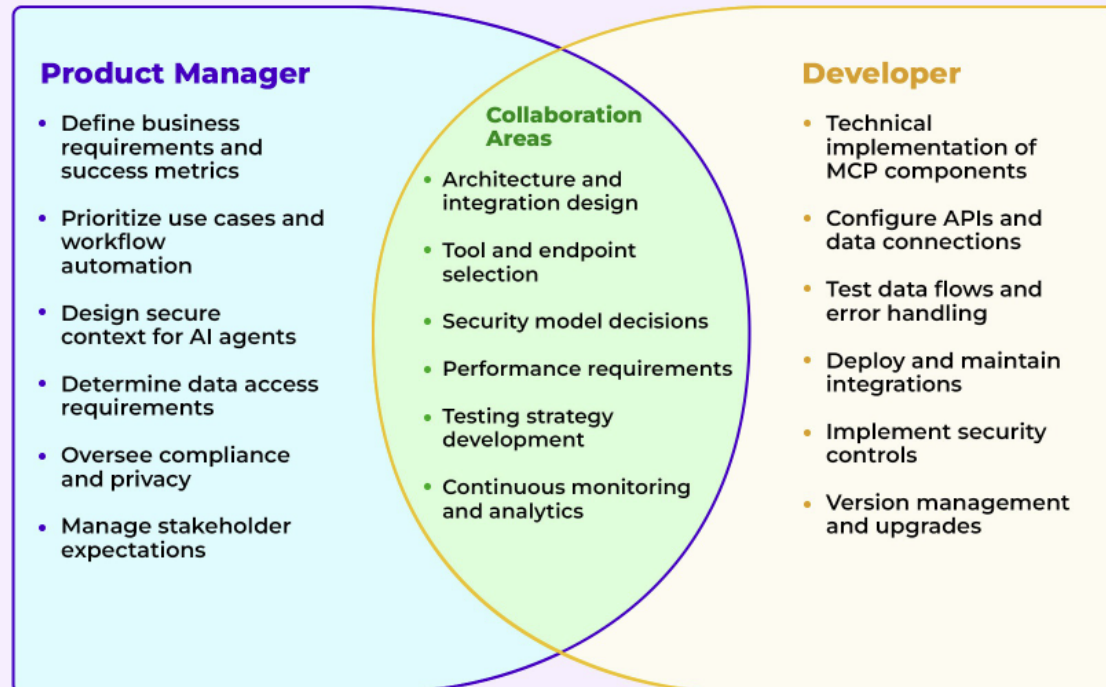 Product Manager
• Define business
requirements and
success metrics
• Prioritize use cases and
workflow
automation
• Design secure
context for AI agents
• Determine data access
requirements
• Oversee compliance
and privacy
• Manage stakeholder
expectations
Collaboration
Areas
• Architecture and
integration design
• Tool and endpoint
selection
• Security model decisions
• Performance requirements
• Testing strategy
development
• Continuous monitoring
and analytics
Developer
• Technical
implementation of
MCP components
• Configure APIs and
data connections
• Test data flows and
error handling
• Deploy and maintain
integrations
• Implement security
controls
• Version management
and upgrades